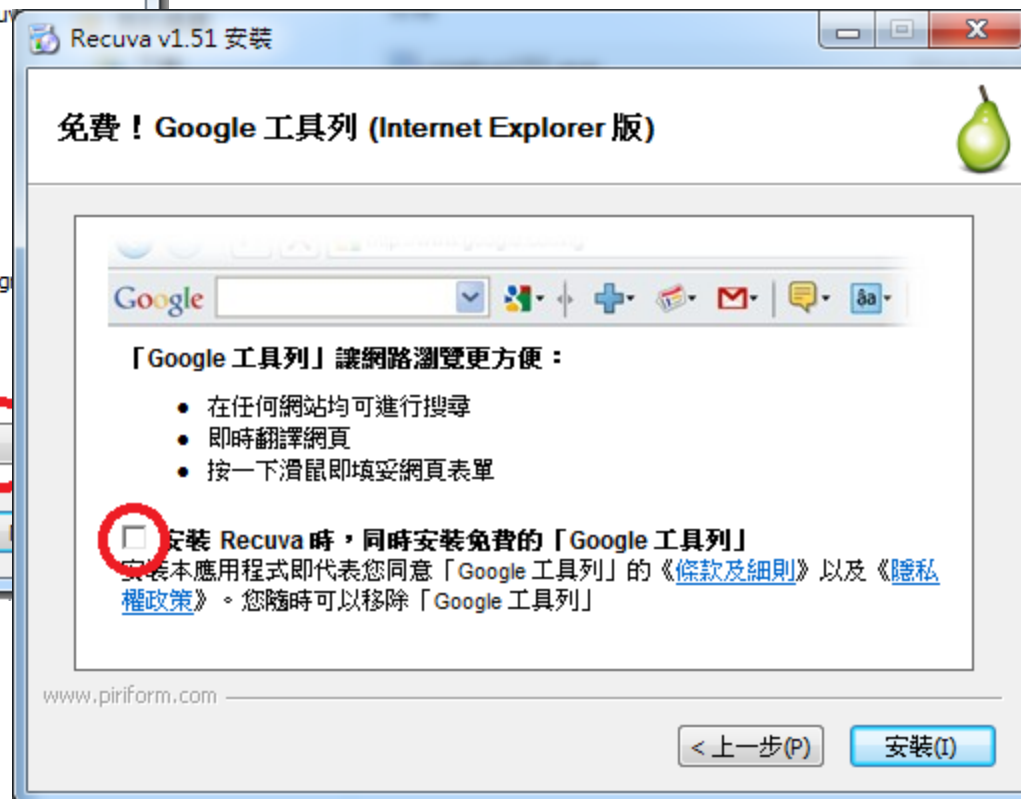 Recuva v1.51 安裝
免費！Google 工具列 (Internet Explorer 版)
Google
âa
「Google 工具列」讓網路瀏覽更方便：
在任何網站均可進行搜尋
即時翻譯網頁
按一下滑鼠即填妥網頁表單
安裝 Recuva 時，同時安裝免費的「Google 工具列」
安裝本應用程式即代表您同意「Google 工具列」的《條款及細則》以及《隱私
權政策》。您隨時可以移除「Google 工具列」
www.piriform.com
< 上一步(P)
安裝(I)